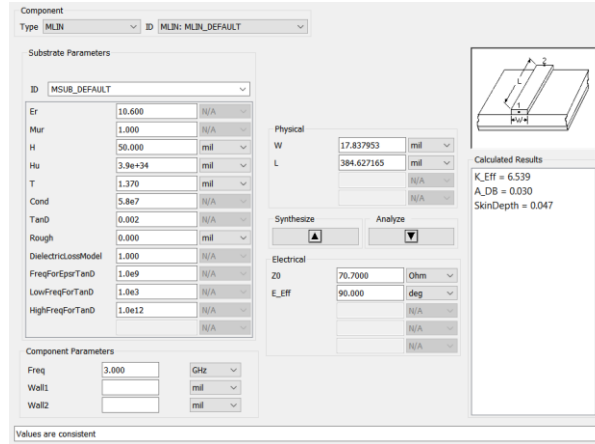 Component
Type MLIN ID MLIN: MLIN_DEFAULT
Substrate Parameters
ID MSUB_DEFAULT
Er 10.600 N/A
Mur 1.000 N/A
H 50.000 mil
Hu 3.9e+34 mil
T 1.370 mil
Cond 5.8e7 N/A
TanD 0.002 N/A
Rough 0.000 mil
DielectricLossModel 1.000 N/A
FreqForEpsrTanD 1.0e9 N/A
LowFreqForTanD 1.0e3 N/A
HighFreqForTanD 1.0e12 N/A
N/A
Component Parameters
Freq 3.000 GHz
Wall1 mil
Wall2 mil
Physical
W 17.837953 mil
L 384.627165 mil
N/A
N/A
Synthesize Analyze
Electrical
Z0 70.7000 Ohm
E_Eff 90.000 deg
N/A
N/A
N/A
2
L
1
W
Calculated Results
K_Eff = 6.539
A_DB = 0.030
SkinDepth = 0.047
Values are consistent